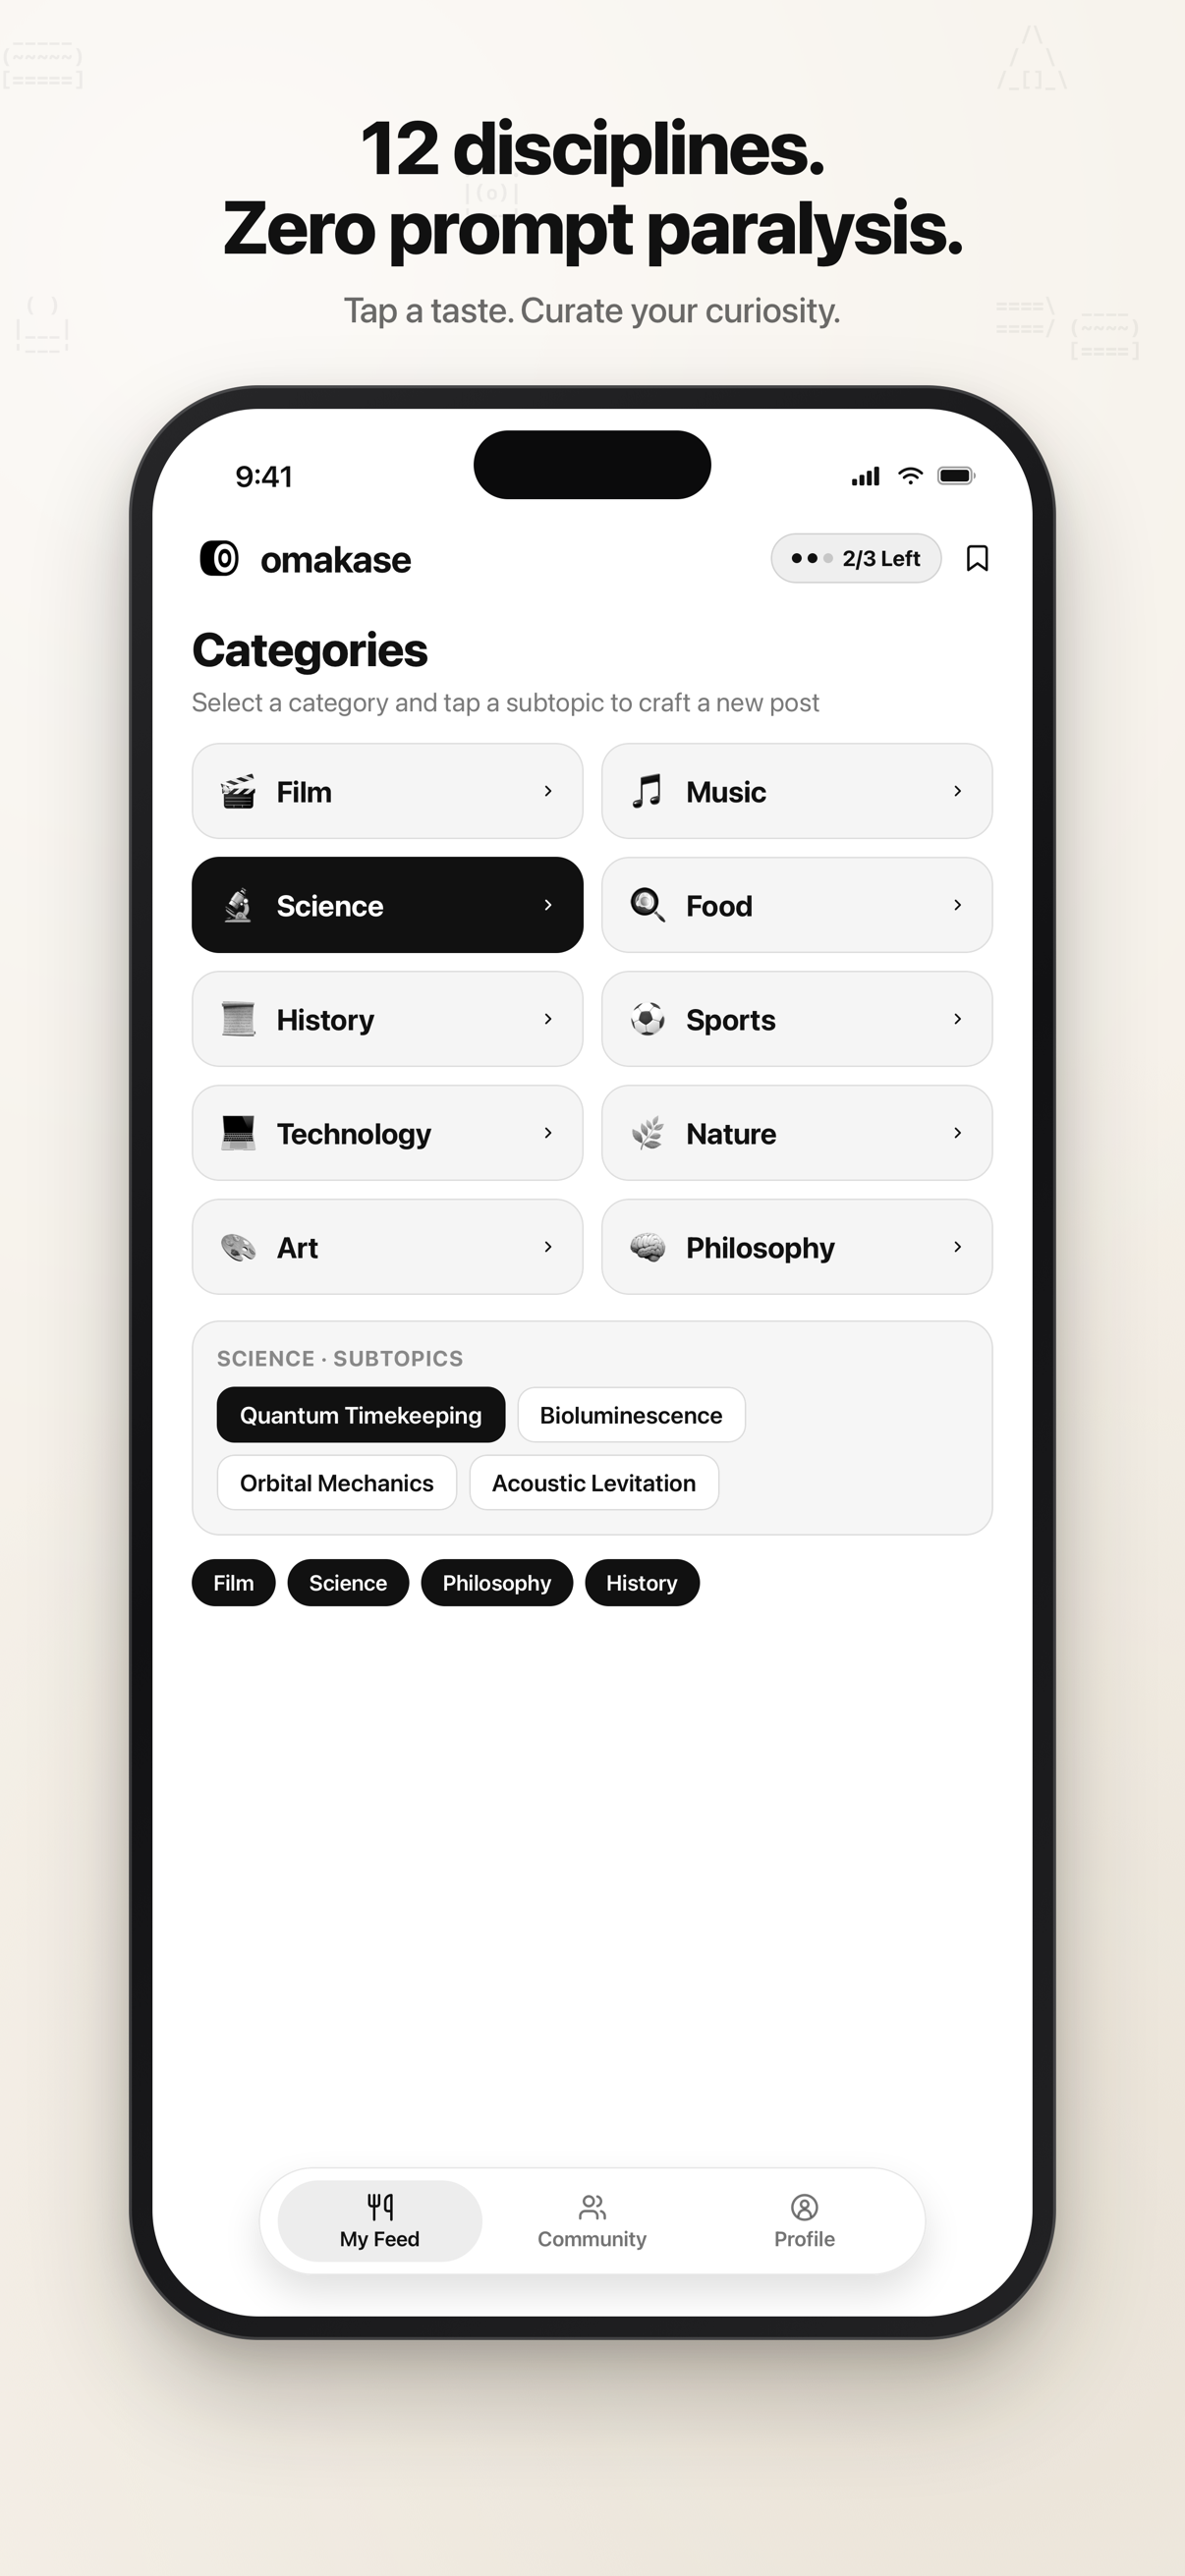 12 disciplines.
Zero prompt paralysis.
Tap a taste. Curate your curiosity.
9:41
omakase
2/3 Left
Categories
Select a category and tap a subtopic to craft a new post
Film
Music
Science
Food
History
Sports
Technology
Nature
Art
Philosophy
SCIENCE · SUBTOPICS
Quantum Timekeeping
Bioluminescence
Orbital Mechanics
Acoustic Levitation
Film
Science
Philosophy
History
My Feed
Community
Profile